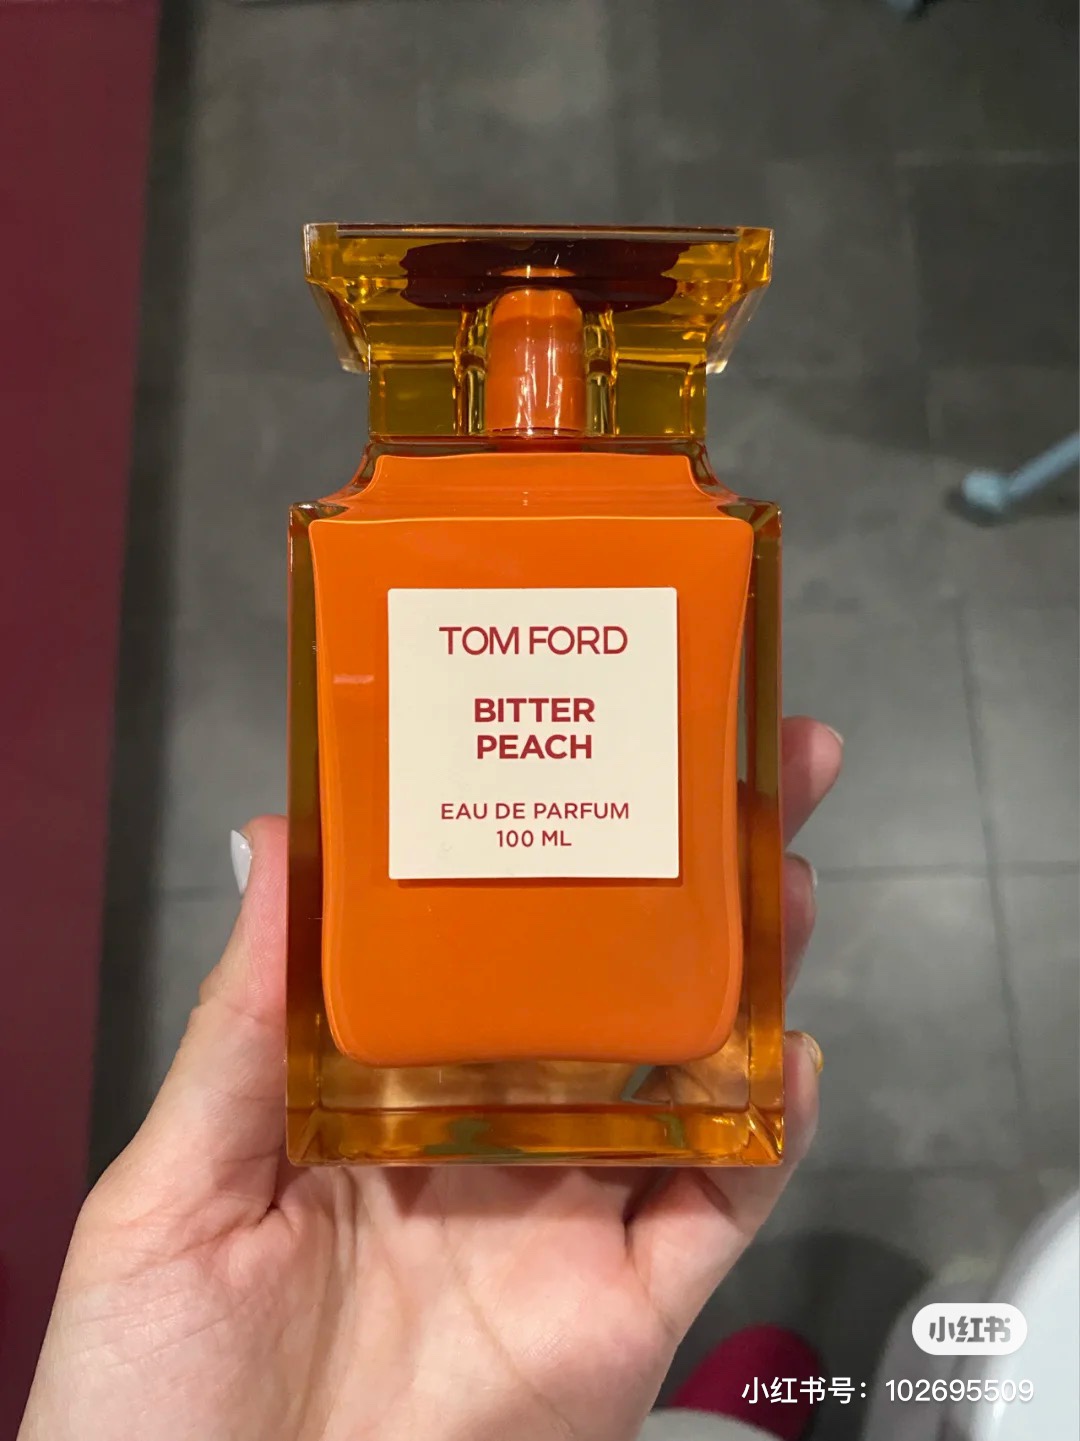 TOM FORD
BITTER
PEACH
EAU DE PARFUM
100 ML
小红书
小红书号：102695509